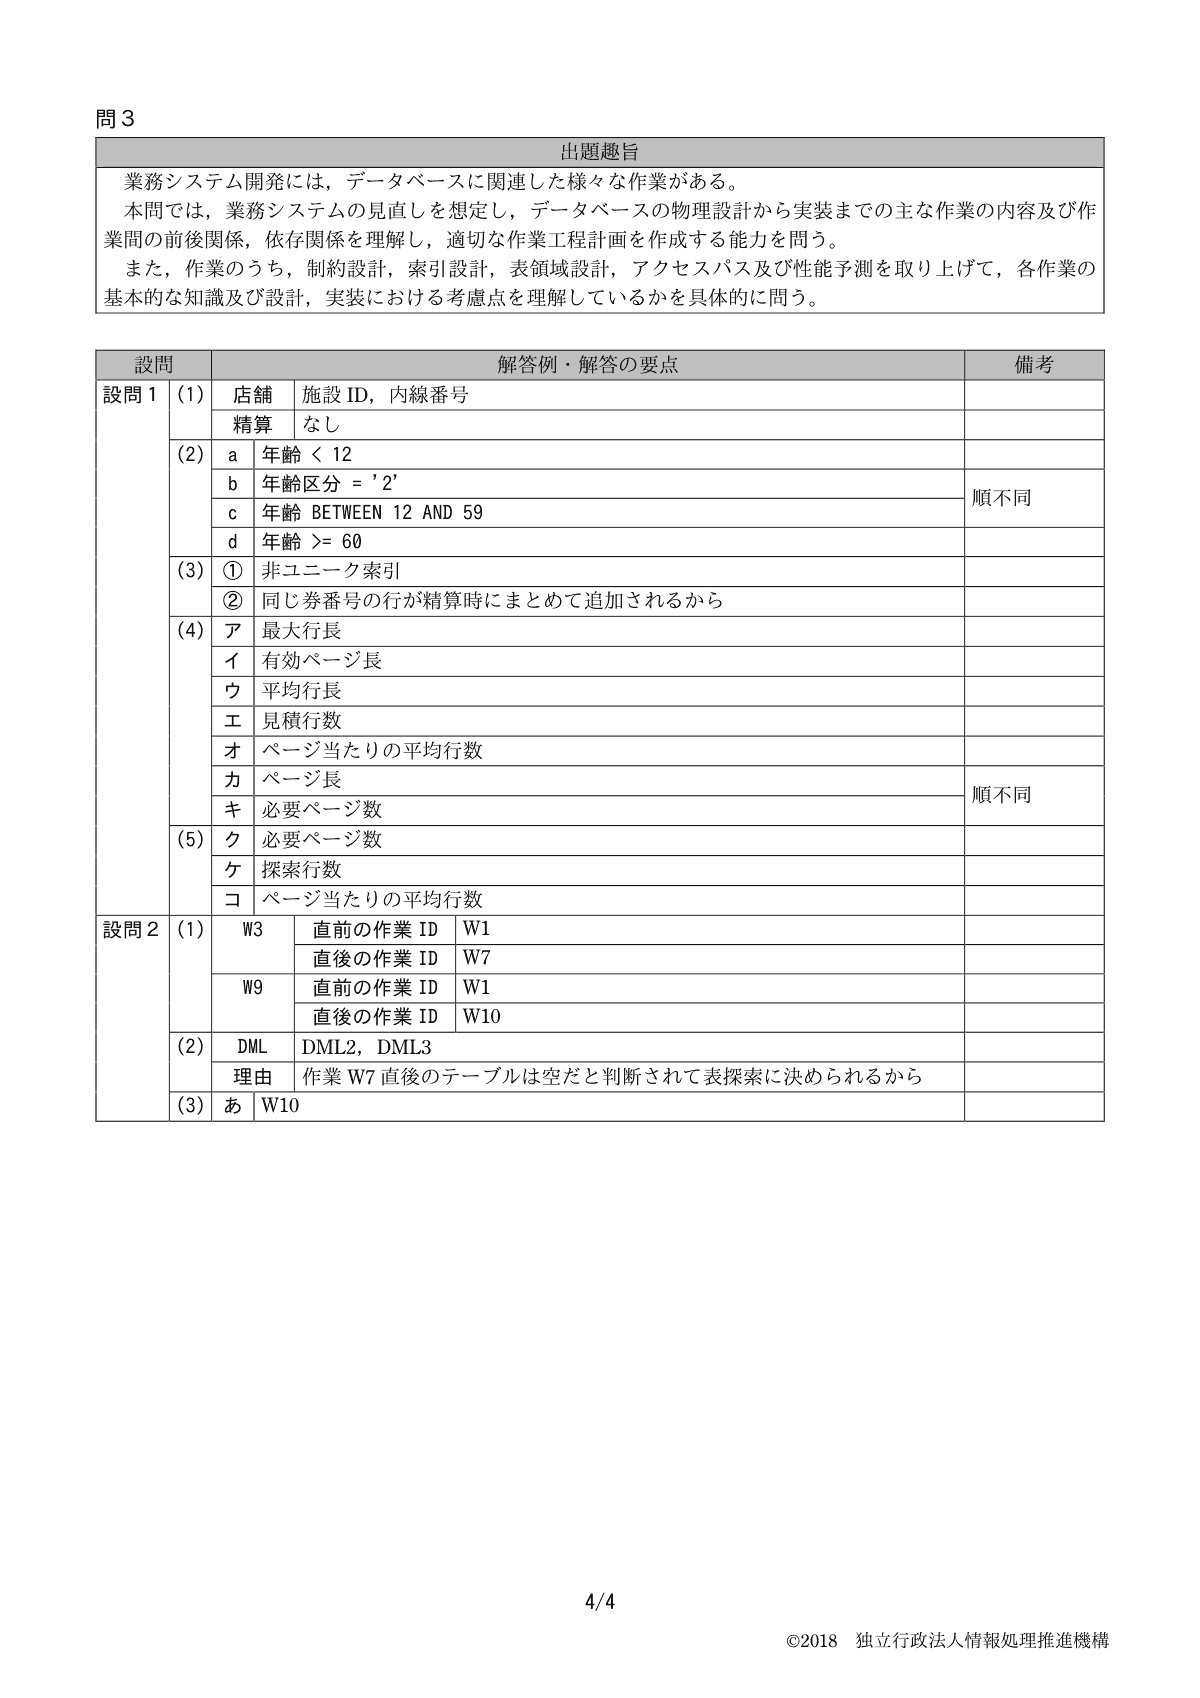 問３
出題趣旨
業務システム開発には，データベースに関連した様々な作業がある。
本問では，業務システムの見直しを想定し，データベースの物理設計から実装までの主な作業の内容及び作
業間の前後関係，依存関係を理解し，適切な作業工程計画を作成する能力を問う。
また，作業のうち，制約設計，索引設計，表領域設計，アクセスパス及び性能予測を取り上げて，各作業の
基本的な知識及び設計，実装における考慮点を理解しているかを具体的に問う。
設問 解答例・解答の要点 備考
設問１ (1) 店舗 施設 ID，内線番号
精算 なし
(2) a 年齢 < 12
b 年齢区分 = '2'
順不同
c 年齢 BETWEEN 12 AND 59
d 年齢 >= 60
(3) ① 非ユニーク索引
② 同じ券番号の行が精算時にまとめて追加されるから
(4) ア 最大行長
イ 有効ページ長
ウ 平均行長
エ 見積行数
オ ページ当たりの平均行数
カ ページ長
順不同
キ 必要ページ数
(5) ク 必要ページ数
ケ 探索行数
コ ページ当たりの平均行数
設問２ (1) W3 直前の作業 ID W1
直後の作業 ID W7
W9 直前の作業 ID W1
直後の作業 ID W10
(2) DML DML2，DML3
理由 作業 W7 直後のテーブルは空だと判断されて表探索に決められるから
(3) あ W10
4/4
©2018 独立行政法人情報処理推進機構